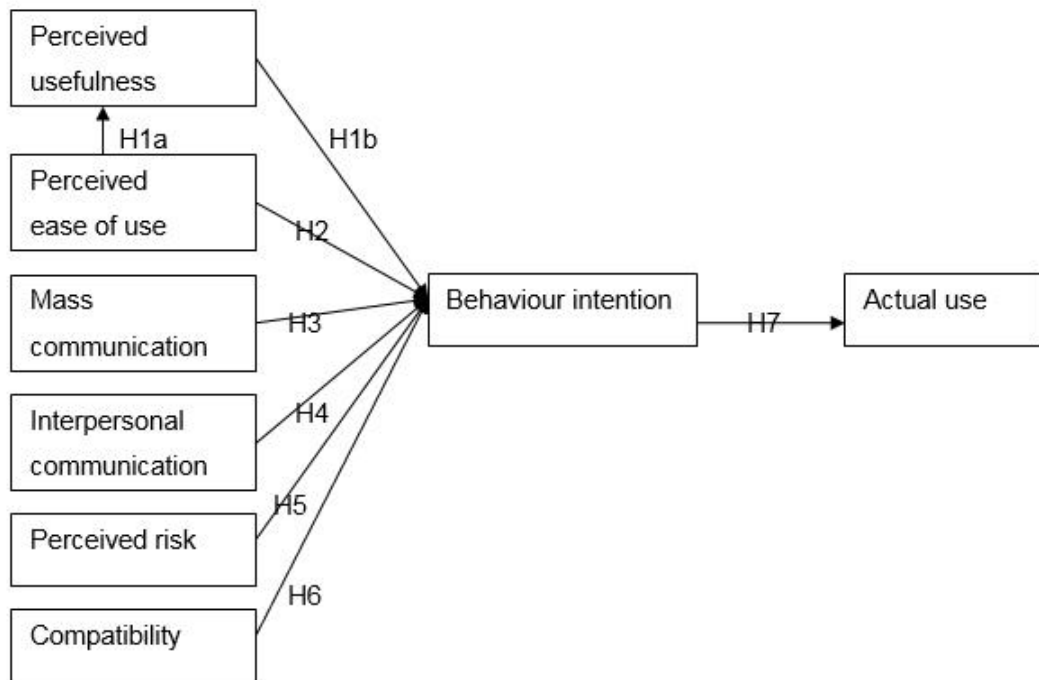 Perceived
usefulness
H1a
H1b
Perceived
ease of use
H2
Mass
communication
H3
Interpersonal
communication
H4
Perceived risk
H5
Compatibility
H6
Behaviour intention
H7
Actual use